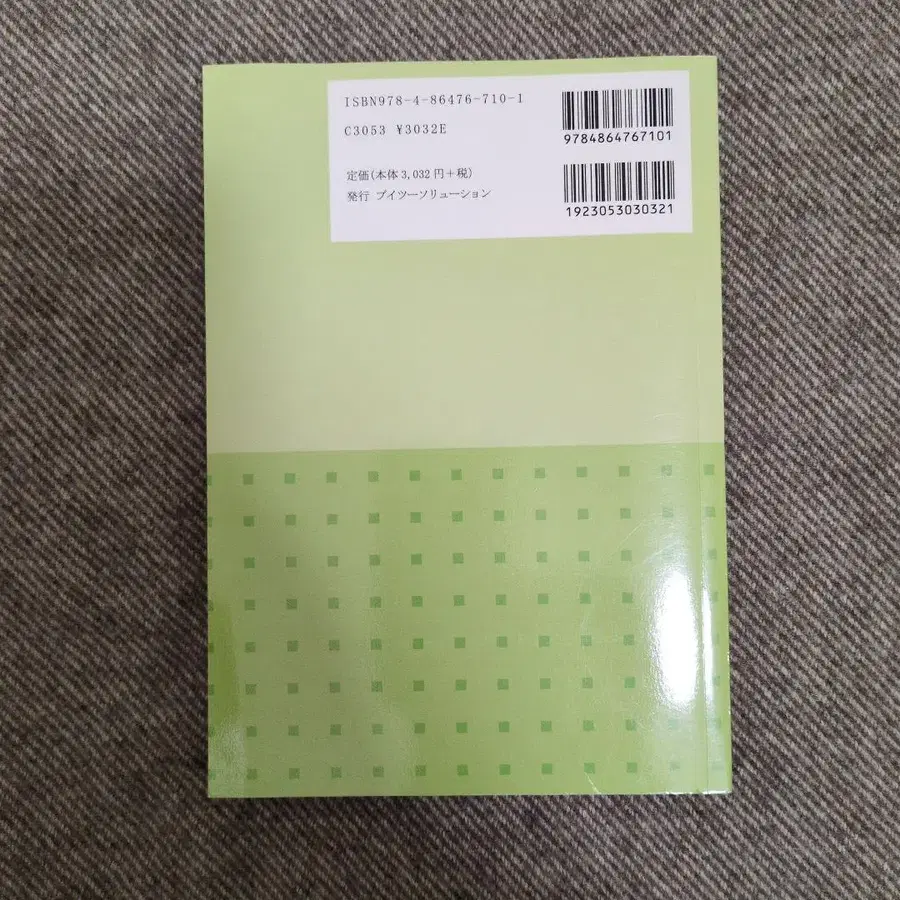 ISBN978-4-86476-710-1
C3053 ¥3032E
定価(本体3,032円+税)
発行 ブイツーソリューション
9784864767101
1923053030321